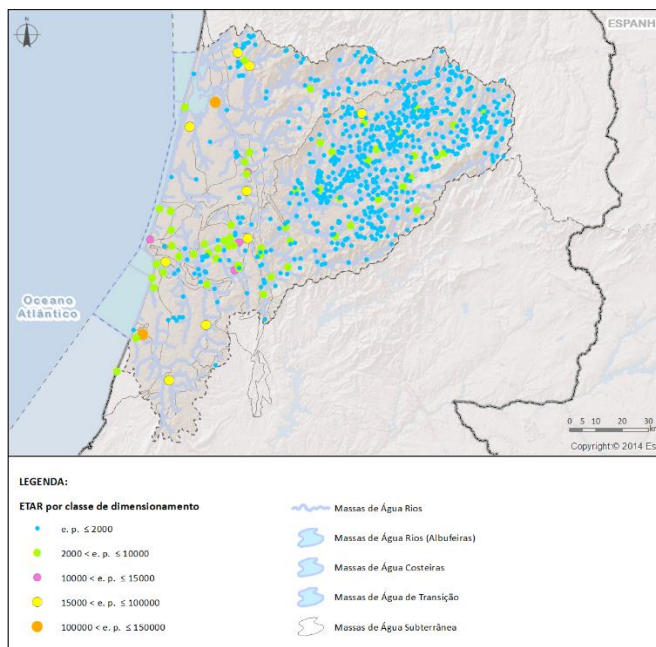 N
ESPANH
Oceano
Atlântico
0 5 10 20 30
km
Copyright:© 2014 Es
LEGENDA:
ETAR por classe de dimensionamento
e. p. ≤ 2000
2000 < e. p. ≤ 10000
10000 < e. p. ≤ 15000
15000 < e. p. ≤ 100000
100000 < e. p. ≤ 150000
Massas de Água Rios
Massas de Água Rios (Albufeiras)
Massas de Água Costeiras
Massas de Água de Transição
Massas de Água Subterrânea